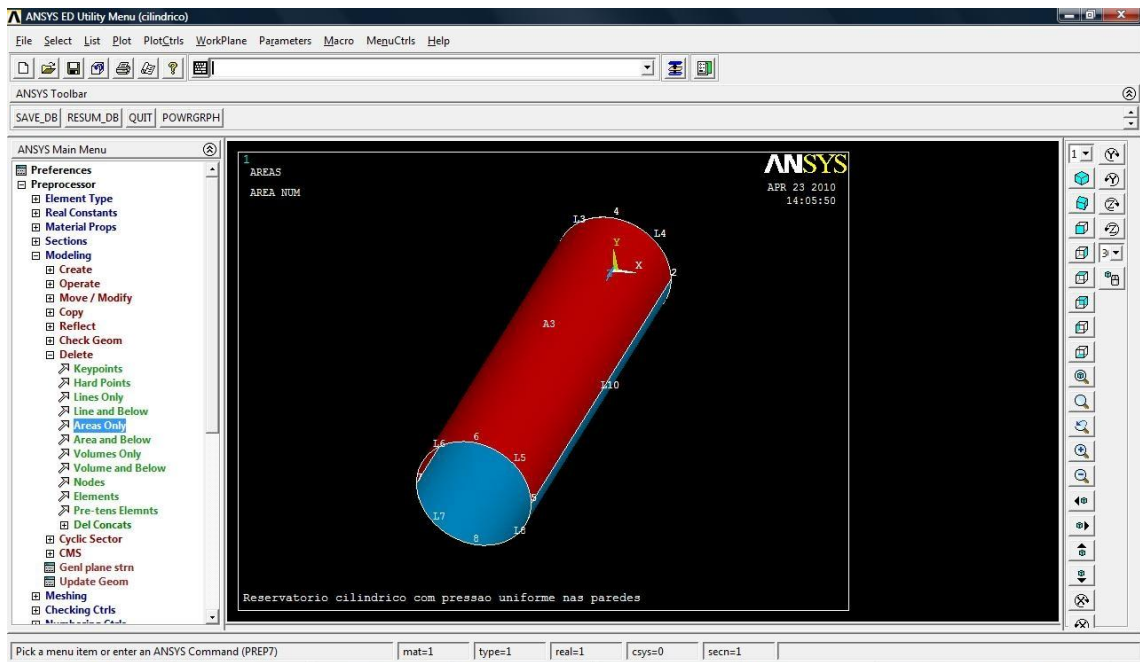 ANSYS ED Utility Menu (cilindrico)
File Select List Plot PlotCtrls WorkPlane Parameters Macro MenuCtrls Help
ANSYS Toolbar
SAVE_DB RESUM_DB QUIT POWRGRPH
ANSYS Main Menu
Preferences
Preprocessor
Element Type
Real Constants
Material Props
Sections
Modeling
Create
Operate
Move / Modify
Copy
Reflect
Check Geom
Delete
Keypoints
Hard Points
Lines Only
Line and Below
Areas Only
Area and Below
Volumes Only
Volume and Below
Nodes
Elements
Pre-tens Elemnts
Del Concats
Cyclic Sector
CMS
Genl plane strn
Update Geom
Meshing
Checking Ctrls
Numbering Ctrls
1
AREAS
AREA NUM
ANSYS
APR 23 2010
14:05:50
4
L3
L4
Y
X
2
A3
L10
6
L6
L5
5
L7
L8
8
Reservatorio cilindrico com pressao uniforme nas paredes
1
Pick a menu item or enter an ANSYS Command (PREP7) mat=1 type=1 real=1 csys=0 secn=1